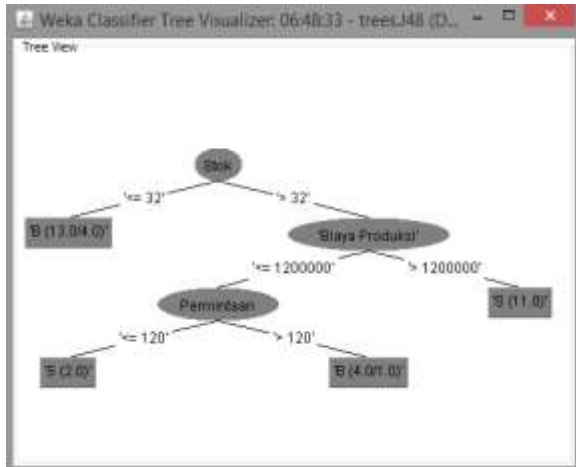 Weka Classifier Tree Visualizer: 06:48:33 - trees.J48 (D...
Tree View
Stok
'<= 32'
'> 32'
'B (13.0/4.0)'
'Biaya Produksi'
'<= 1200000'
'> 1200000'
Permintaan
'S (11.0)'
'<= 120'
'> 120'
'S (2.0)'
'B (4.0/1.0)'